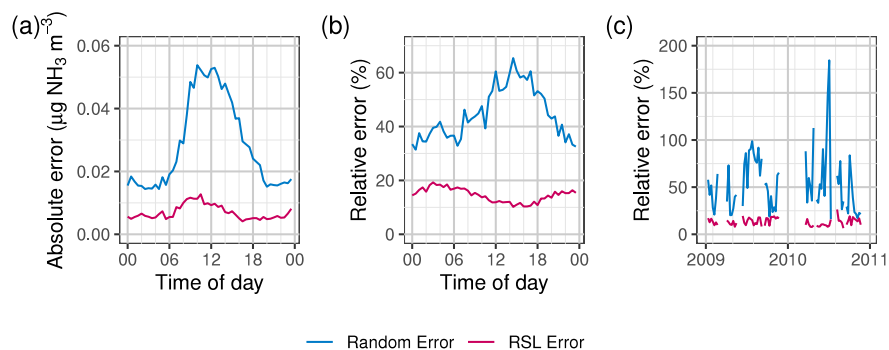 (a)
Absolute error (μg NH₃ m⁻³)
0.06
0.04
0.02
0.00
00 06 12 18 00
Time of day
(b)
Relative error (%)
60
40
20
0
00 06 12 18 00
Time of day
(c)
Relative error (%)
200
150
100
50
0
2009 2010 2011
Random Error RSL Error